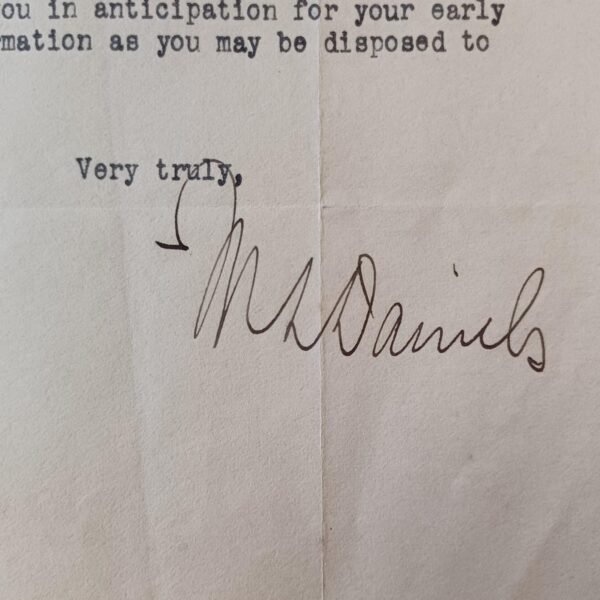 ou in anticipation for your early
mation as you may be disposed to
Very truly,
M L Daniels